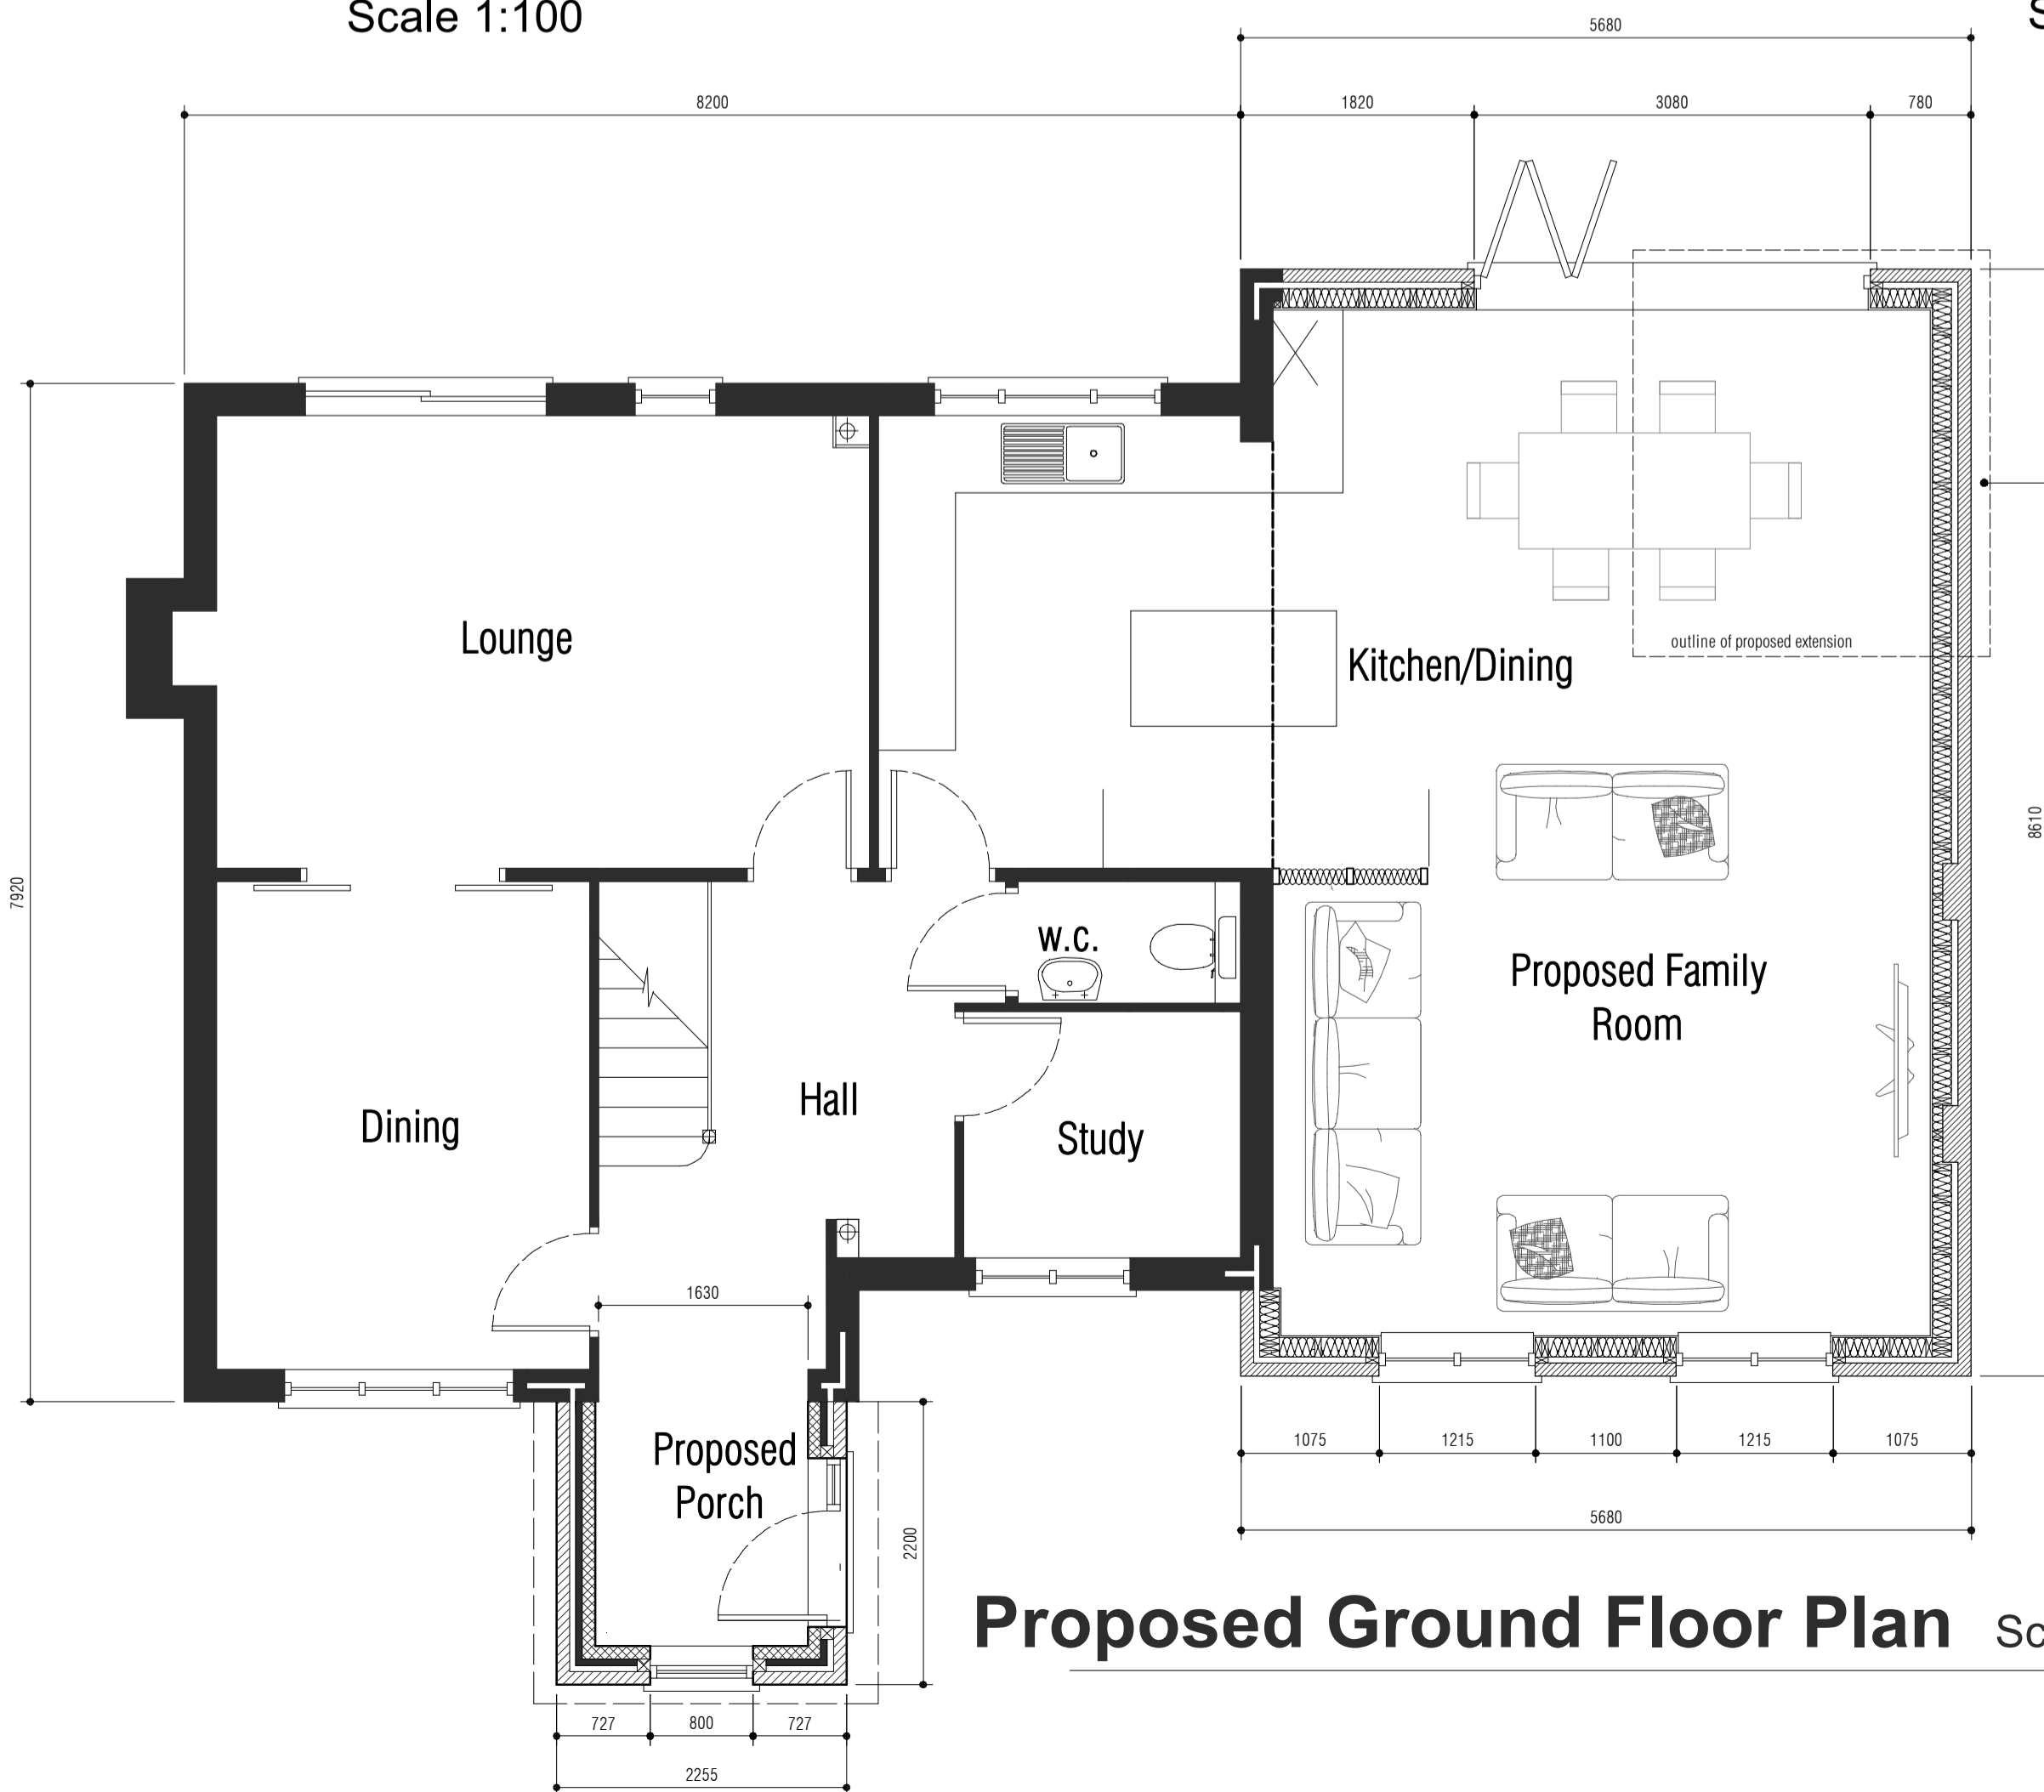 Scale 1:100
5680
8200
1820
3080
780
Lounge
outline of proposed extension
Kitchen/Dining
8610
7920
w.c.
Proposed Family
Room
Hall
Dining
Study
1630
Proposed
Porch
1075
1215
1100
1215
1075
5680
2200
Proposed Ground Floor Plan Sc
727
800
727
2255